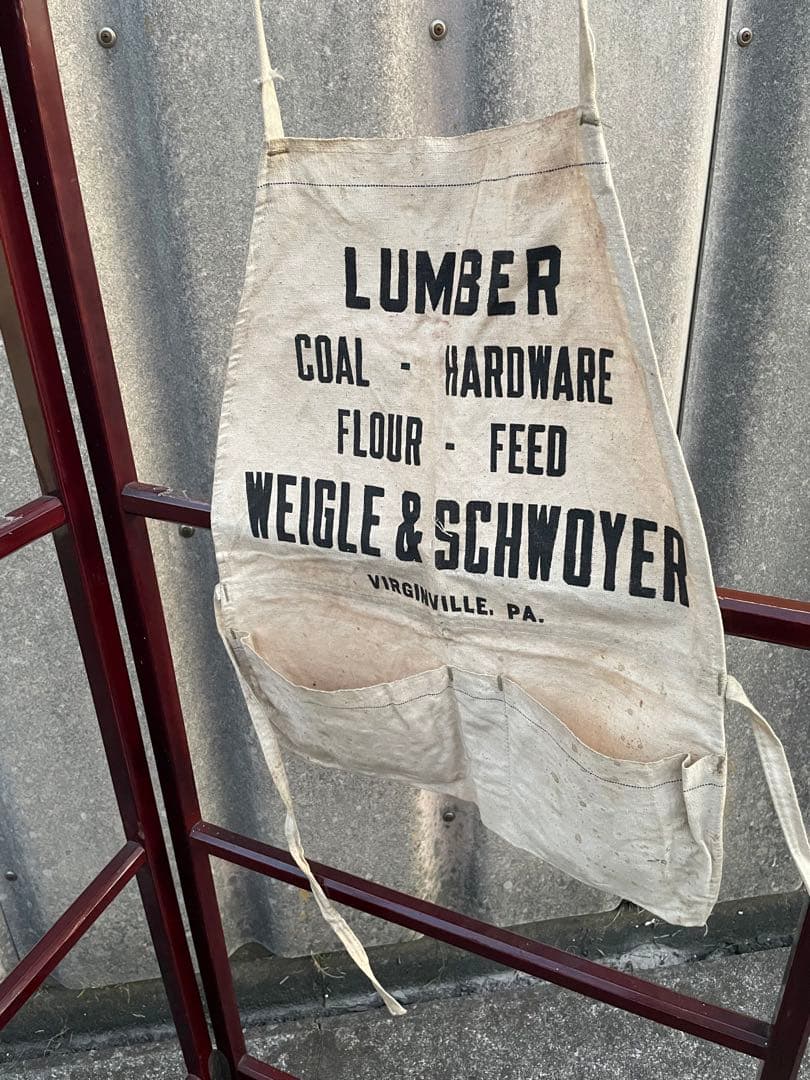 LUMBER
COAL - HARDWARE
FLOUR - FEED
WEIGLE & SCHWOYER
VIRGINVILLE, PA.